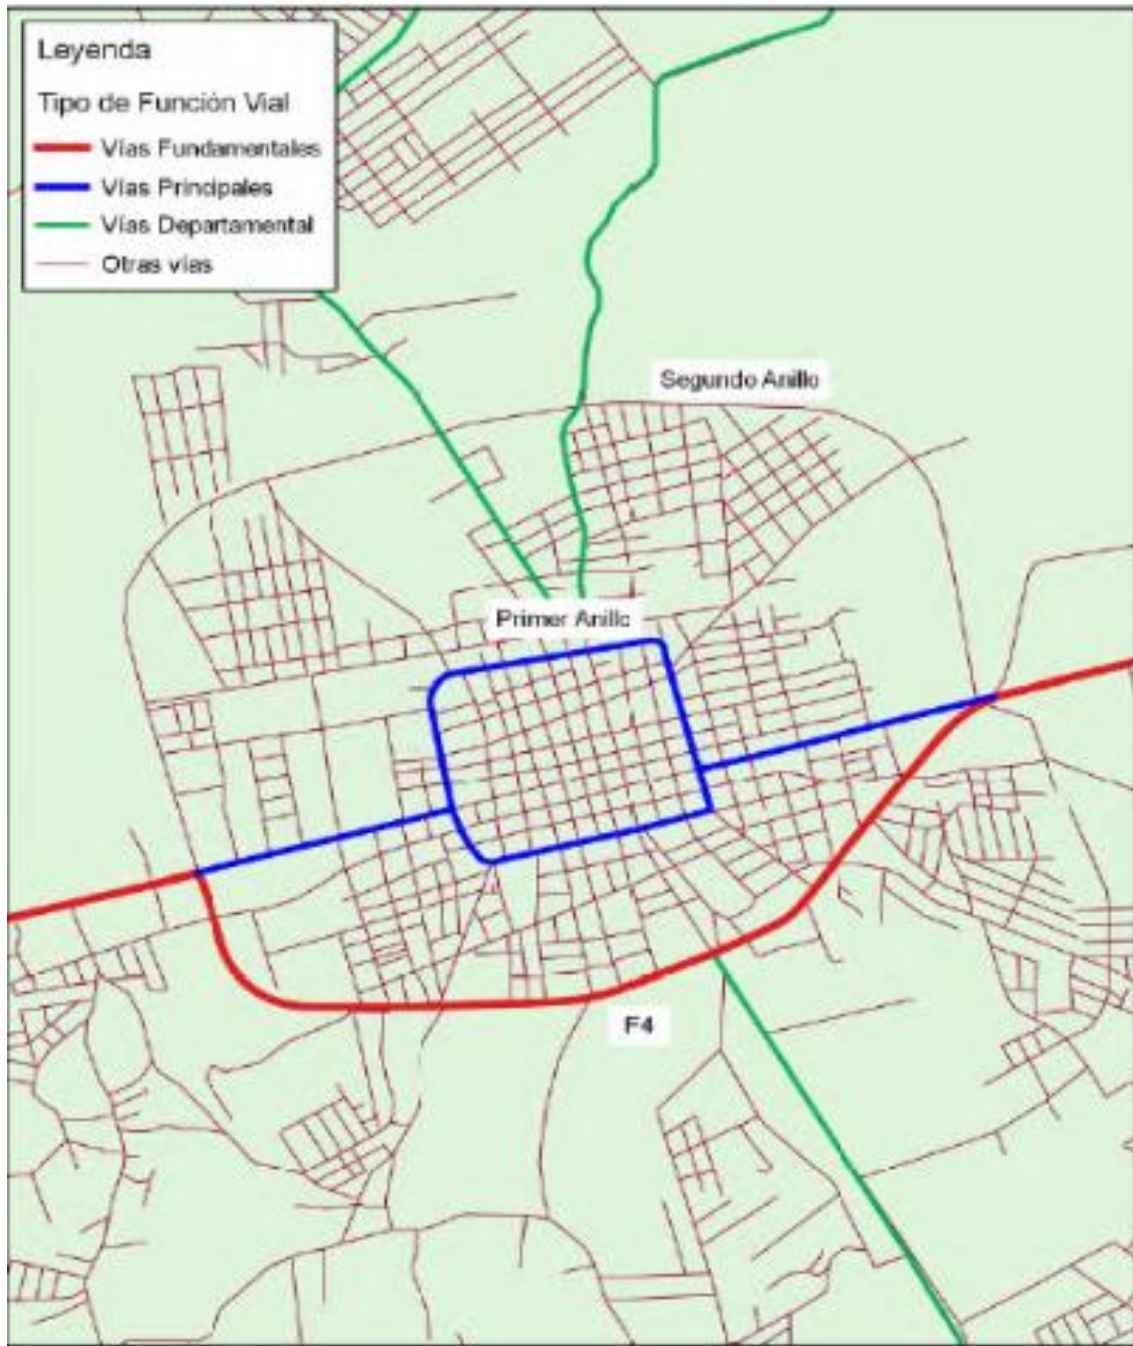 Leyenda
Tipo de Función Vial
Vías Fundamentales
Vías Principales
Vías Departamental
Otras vías
Segundo Anillo
Primer Anillo
F4